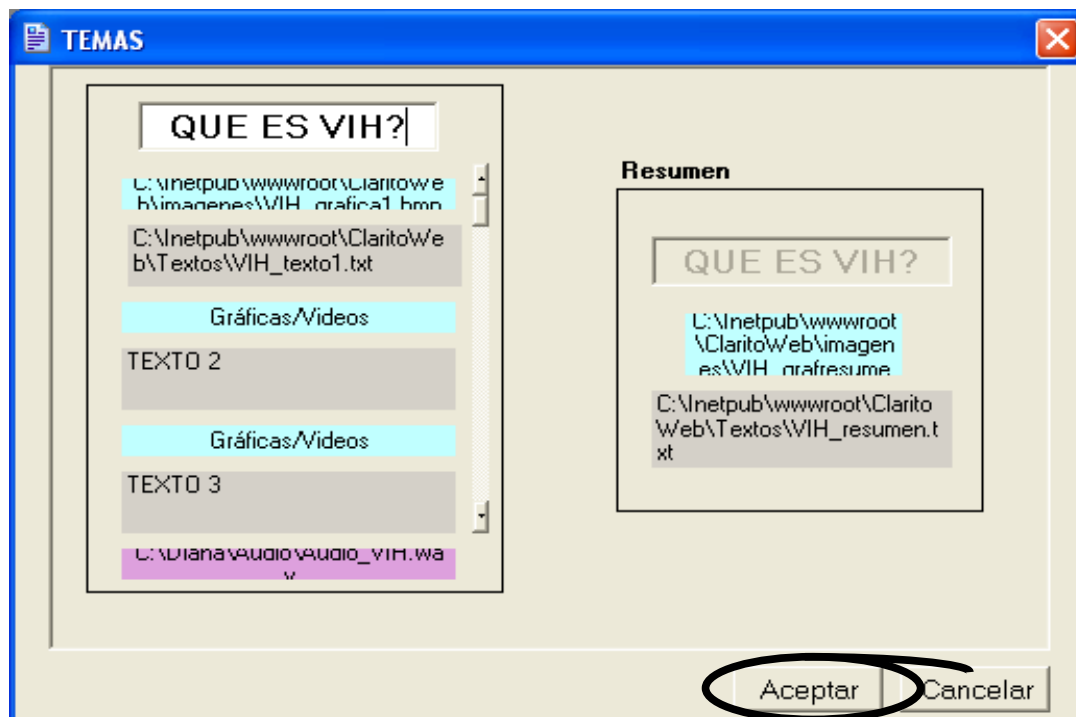 TEMAS
QUE ES VIH?
C:\Inetpub\wwwroot\ClaritoWe
b\imagenes\VIH_grafica1.bmp
C:\Inetpub\wwwroot\ClaritoWe
b\Textos\VIH_texto1.txt
Gráficas/Videos
TEXTO 2
Gráficas/Videos
TEXTO 3
C:\Diana\Audio\Audio_VIH.wa
v
Resumen
QUE ES VIH?
C:\Inetpub\wwwroot
\ClaritoWeb\imagen
es\VIH_grafresume
C:\Inetpub\wwwroot\Clarito
Web\Textos\VIH_resumen.t
xt
Aceptar
Cancelar